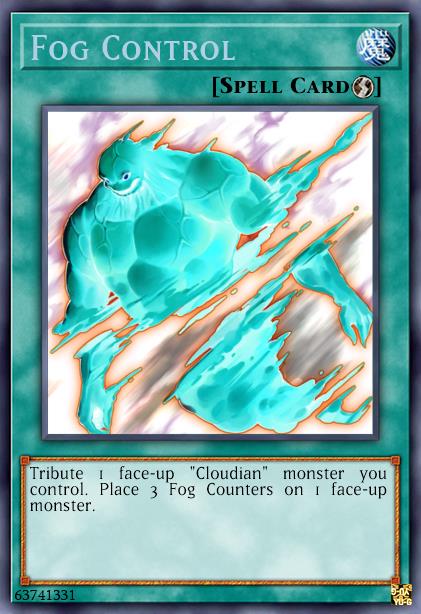 Fog Control
魔
[Spell Card]
Tribute 1 face-up "Cloudian" monster you
control. Place 3 Fog Counters on 1 face-up
monster.
63741331